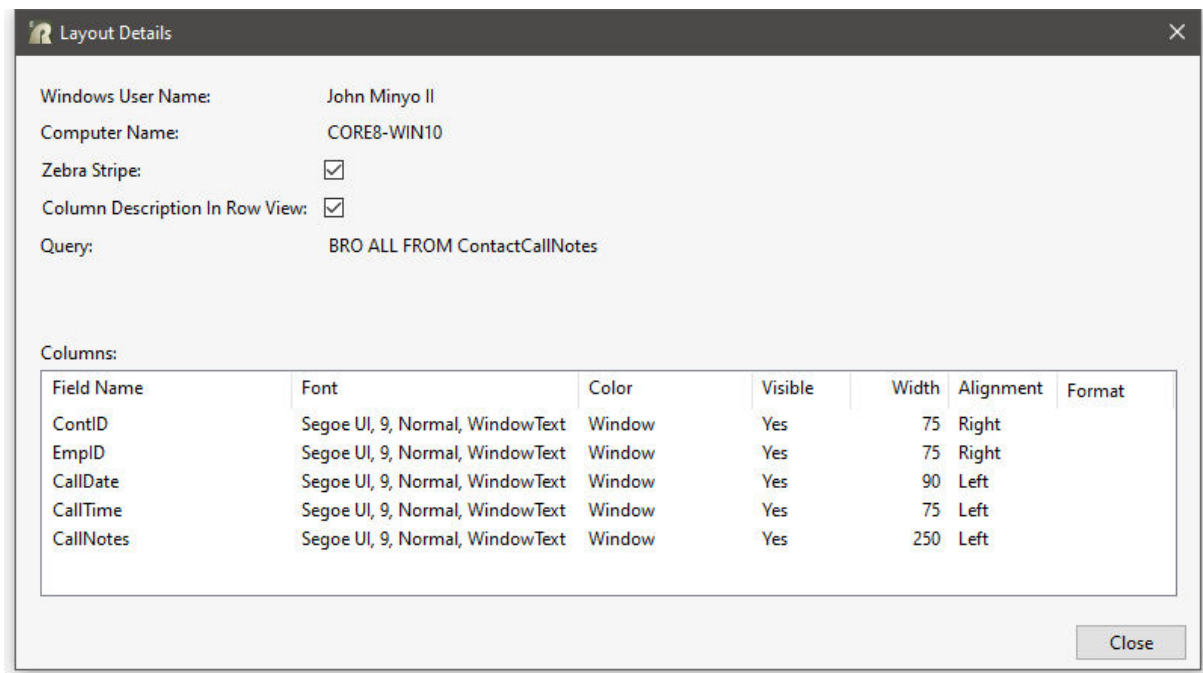 Layout Details
Windows User Name: John Minyo II
Computer Name: CORE8-WIN10
Zebra Stripe:
Column Description In Row View:
Query: BRO ALL FROM ContactCallNotes
Columns:
Field Name Font Color Visible Width Alignment Format
ContID Segoe UI, 9, Normal, WindowText Window Yes 75 Right
EmpID Segoe UI, 9, Normal, WindowText Window Yes 75 Right
CallDate Segoe UI, 9, Normal, WindowText Window Yes 90 Left
CallTime Segoe UI, 9, Normal, WindowText Window Yes 75 Left
CallNotes Segoe UI, 9, Normal, WindowText Window Yes 250 Left
Close